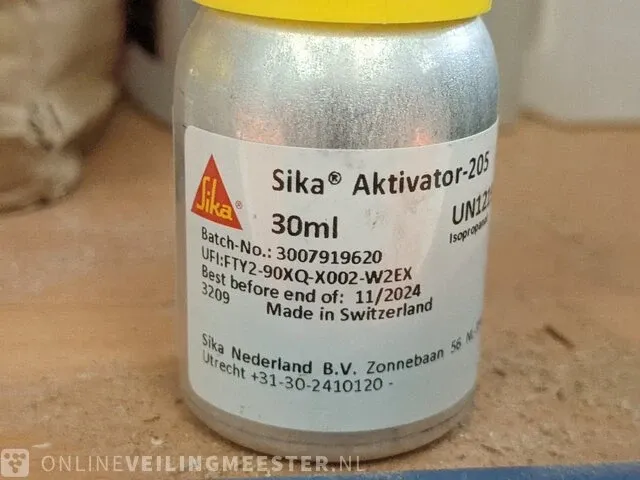 Sika®
Sika® Aktivator-205
30ml
Batch-No.: 3007919620
UFI:FTY2-90XQ-X002-W2EX
Best before end of: 11/2024
3209 Made in Switzerland
Sika Nederland B.V. Zonnebaan 56
Utrecht +31-30-2410120 -
ONLINEVEILINGMEESTER.NL